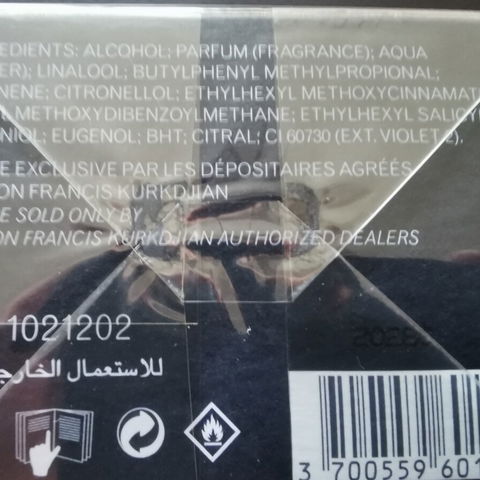 EDIENTS: ALCOHOL; PARFUM (FRAGRANCE); AQUA
ER); LINALOOL; BUTYLPHENYL METHYLPROPIONAL;
NENE; CITRONELLOL; ETHYLHEXYL METHOXYCINNAMAT
METHOXYDIBENZOYLMETHANE; ETHYLHEXYL SALICY
NIOL; EUGENOL; BHT; CITRAL; CI 60730 (EXT. VIOLET 2),
E EXCLUSIVE PAR LES DÉPOSITAIRES AGRÉÉS
ON FRANCIS KURKDJIAN
E SOLD ONLY BY
ON FRANCIS KURKDJIAN AUTHORIZED DEALERS
1021202
للاستعمال الخارج
3 700559 601